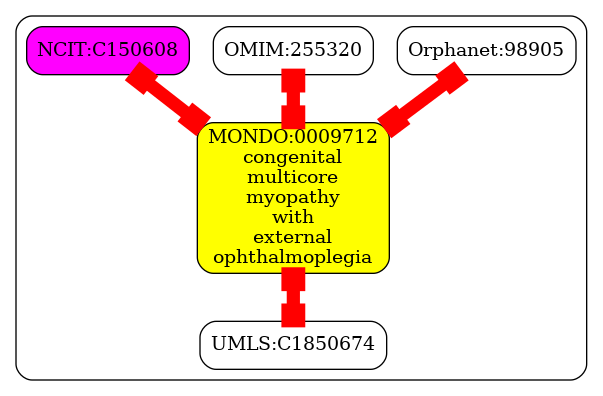 NCIT:C150608
OMIM:255320
Orphanet:98905
MONDO:0009712
congenital
multicore
myopathy
with
external
ophthalmoplegia
UMLS:C1850674